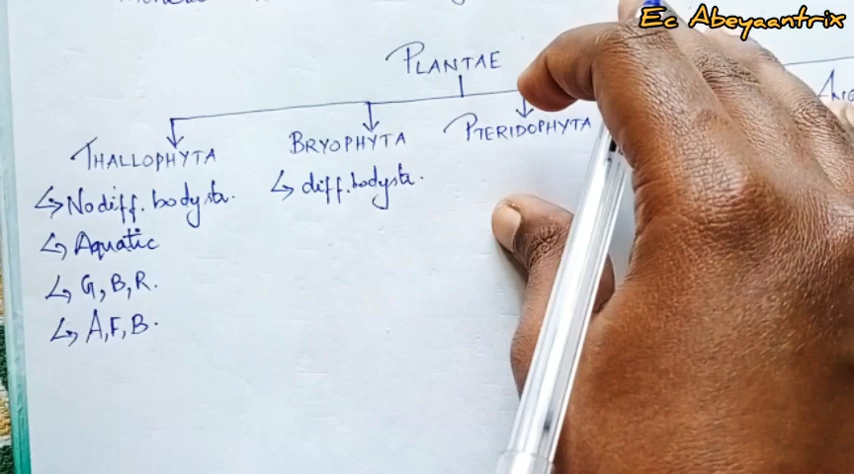 Ec Abeyaantrix
PLANTAE
THALLOPHYTA
BRYOPHYTA
PTERIDOPHYTA
↳ No diff. body str.
↳ diff. body str.
↳ Aquatic
↳ G, B, R.
↳ A, F, B.